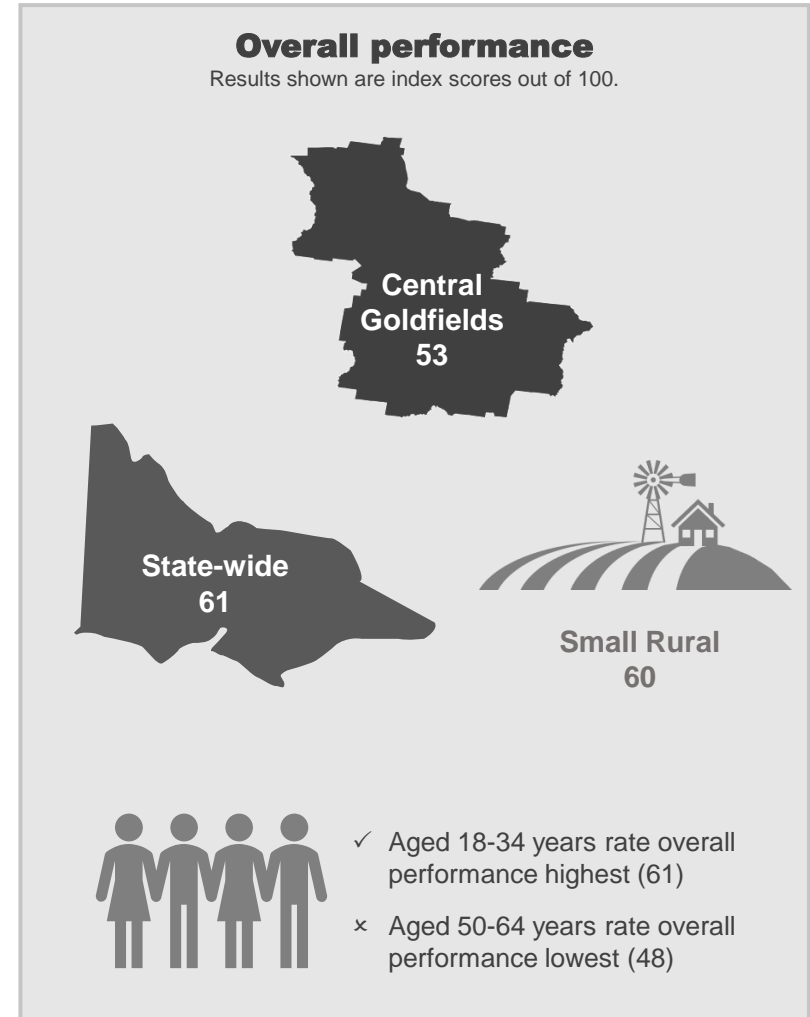 Overall performance
Results shown are index scores out of 100.
Central
Goldfields
53
State-wide
61
Small Rural
60
✓ Aged 18-34 years rate overall
performance highest (61)
× Aged 50-64 years rate overall
performance lowest (48)